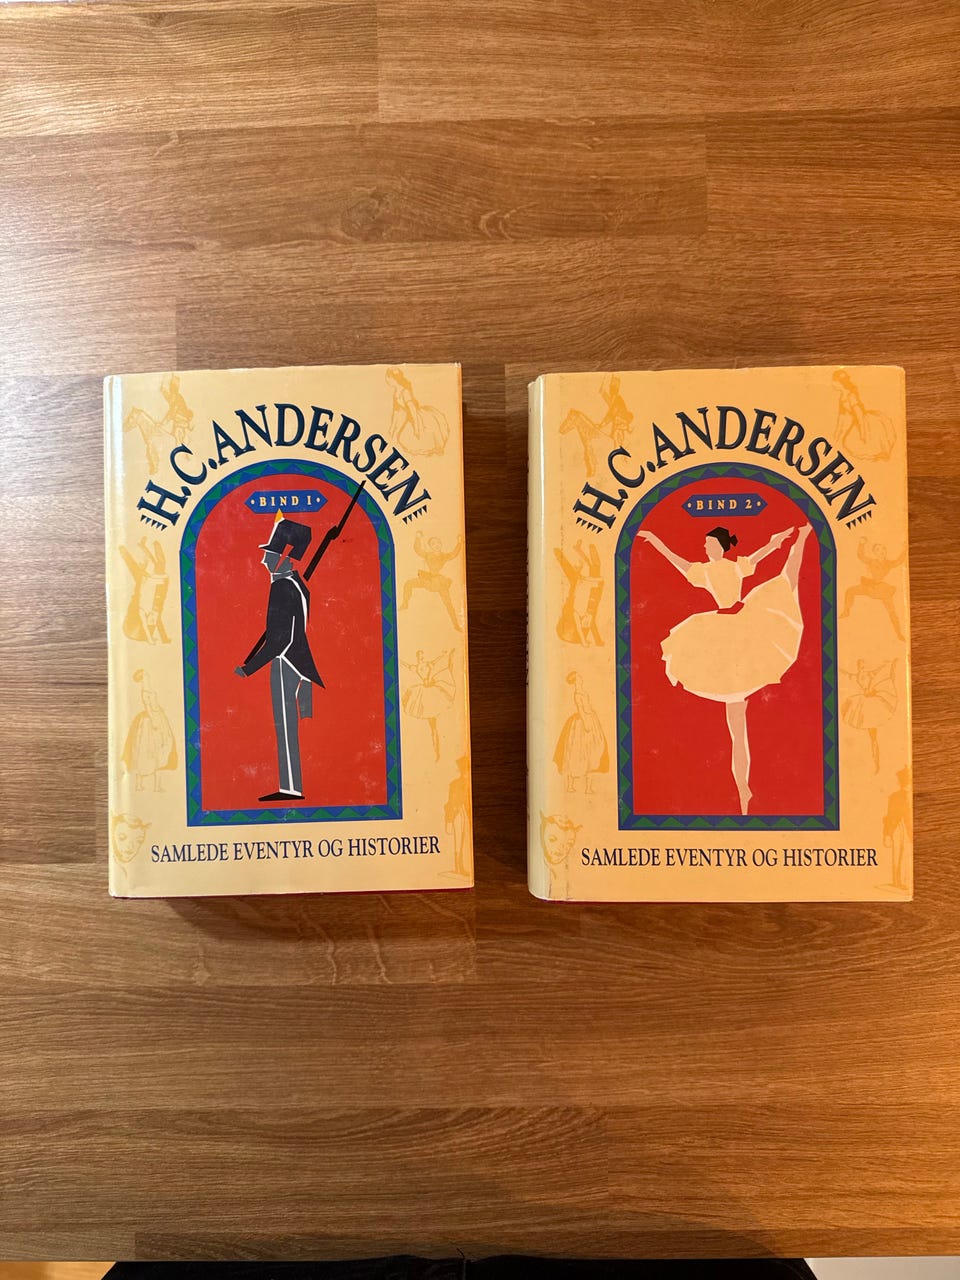 H.C.ANDERSEN
•BIND 1•
SAMLEDE EVENTYR OG HISTORIER
H.C.ANDERSEN
•BIND 2•
SAMLEDE EVENTYR OG HISTORIER